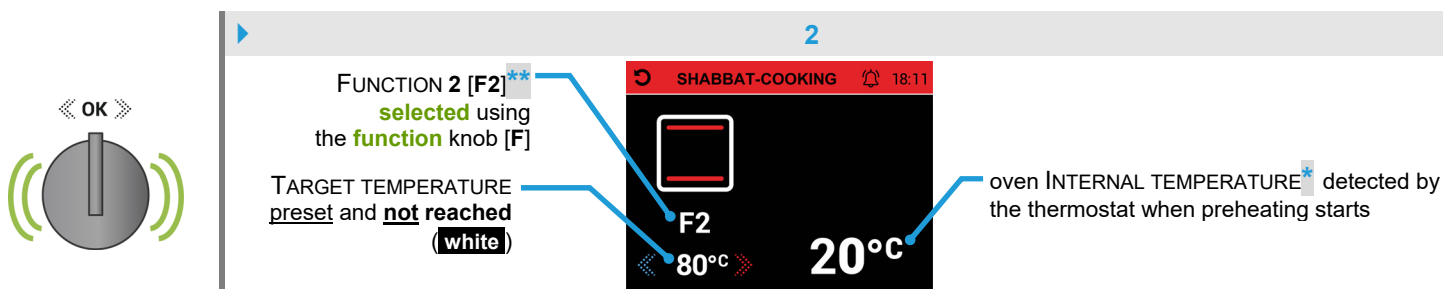 2
OK
FUNCTION 2 [F2]**
selected using
the function knob [F]
TARGET TEMPERATURE
preset and not reached
(white)
SHABBAT-COOKING 18:11
F2
80°C
20°C
oven INTERNAL TEMPERATURE* detected by
the thermostat when preheating starts